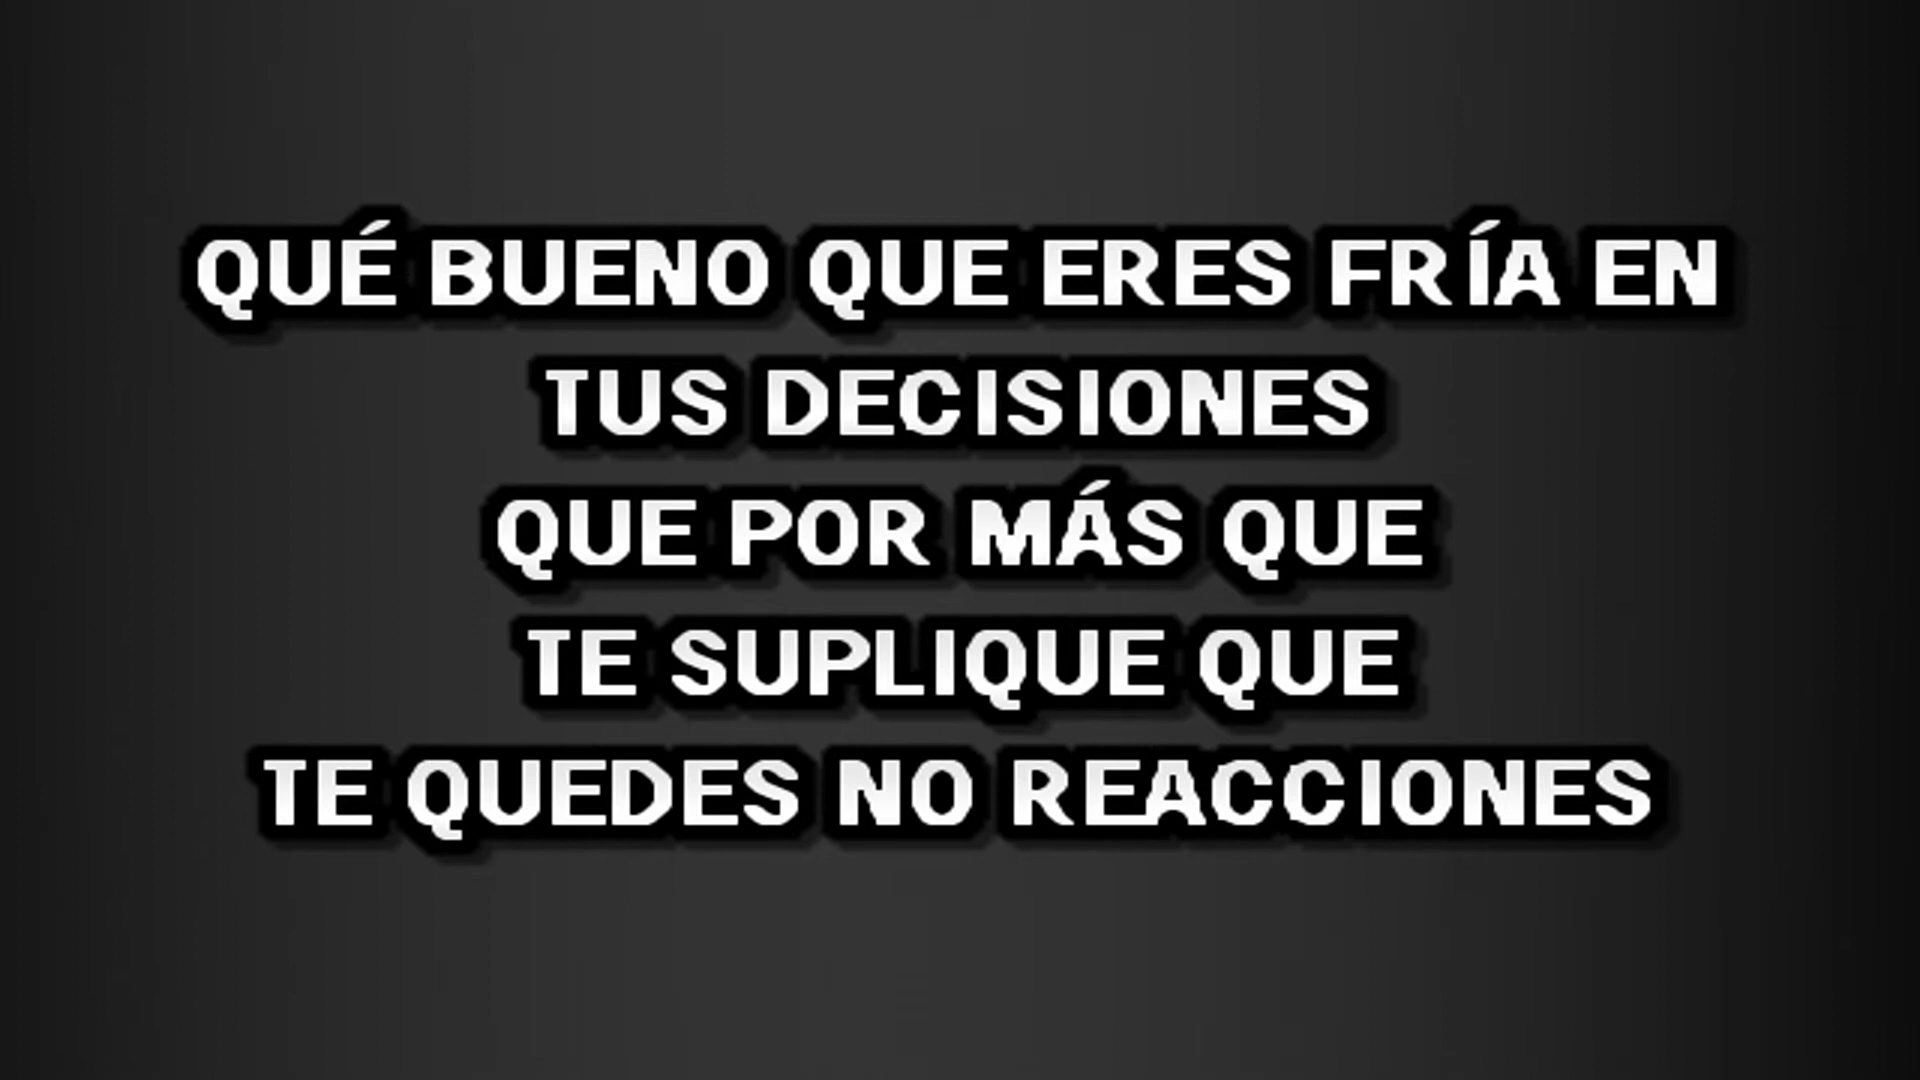 QUÉ BUENO QUE ERES FRÍA EN
TUS DECISIONES
QUE POR MÁS QUE
TE SUPLIQUE QUE
TE QUEDES NO REACCIONES